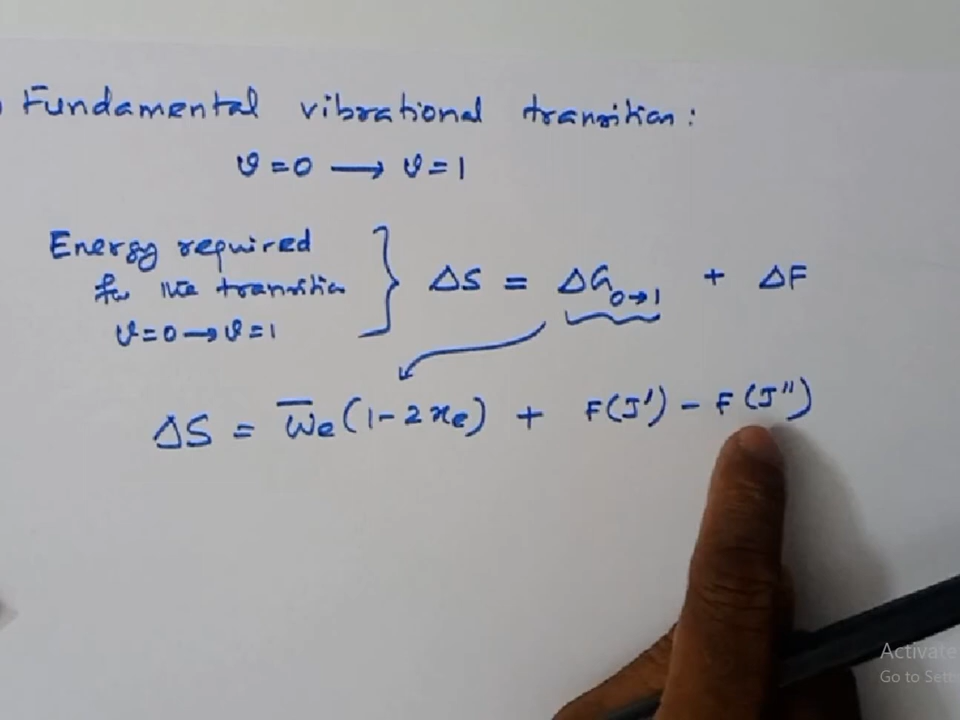 Fundamental vibrational transition:
v=0 → v=1
Energy required
for the transition
v=0→v=1
ΔS = ΔG₀→₁ + ΔF
ΔS = ω̅e(1-2xe) + F(J') - F(J")
Activate
Go to Sett